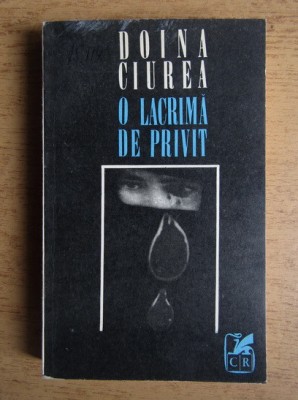 DOINA
CIUREA
O LACRIMĂ
DE PRIVIT
CR